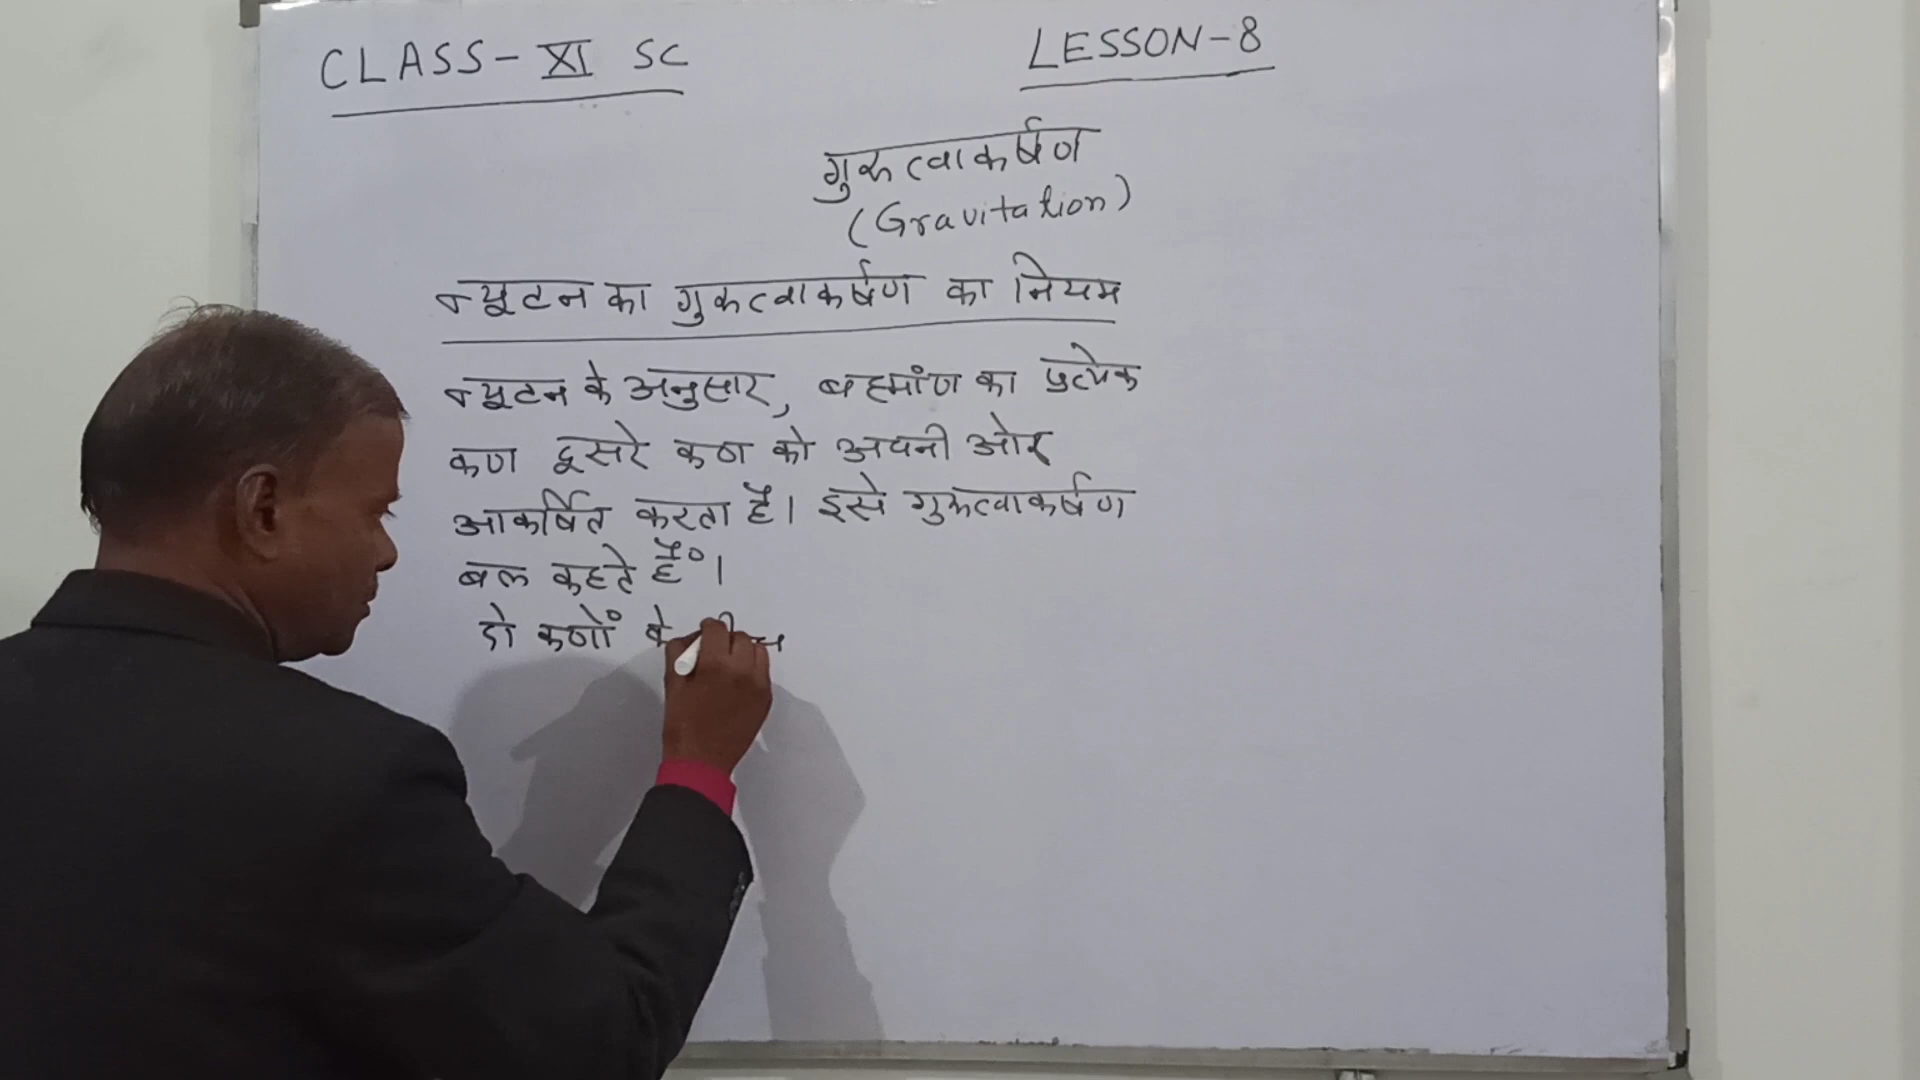 CLASS-XI SC
LESSON-8
गुरुत्वाकर्षण
(Gravitation)
न्यूटन का गुरुत्वाकर्षण का नियम
न्यूटन के अनुसार, बह्मांण का प्रत्येक
कण दूसरे कण को अपनी ओर
आकर्षित करता है। इसे गुरुत्वाकर्षण
बल कहते हैं।
दो कणों के